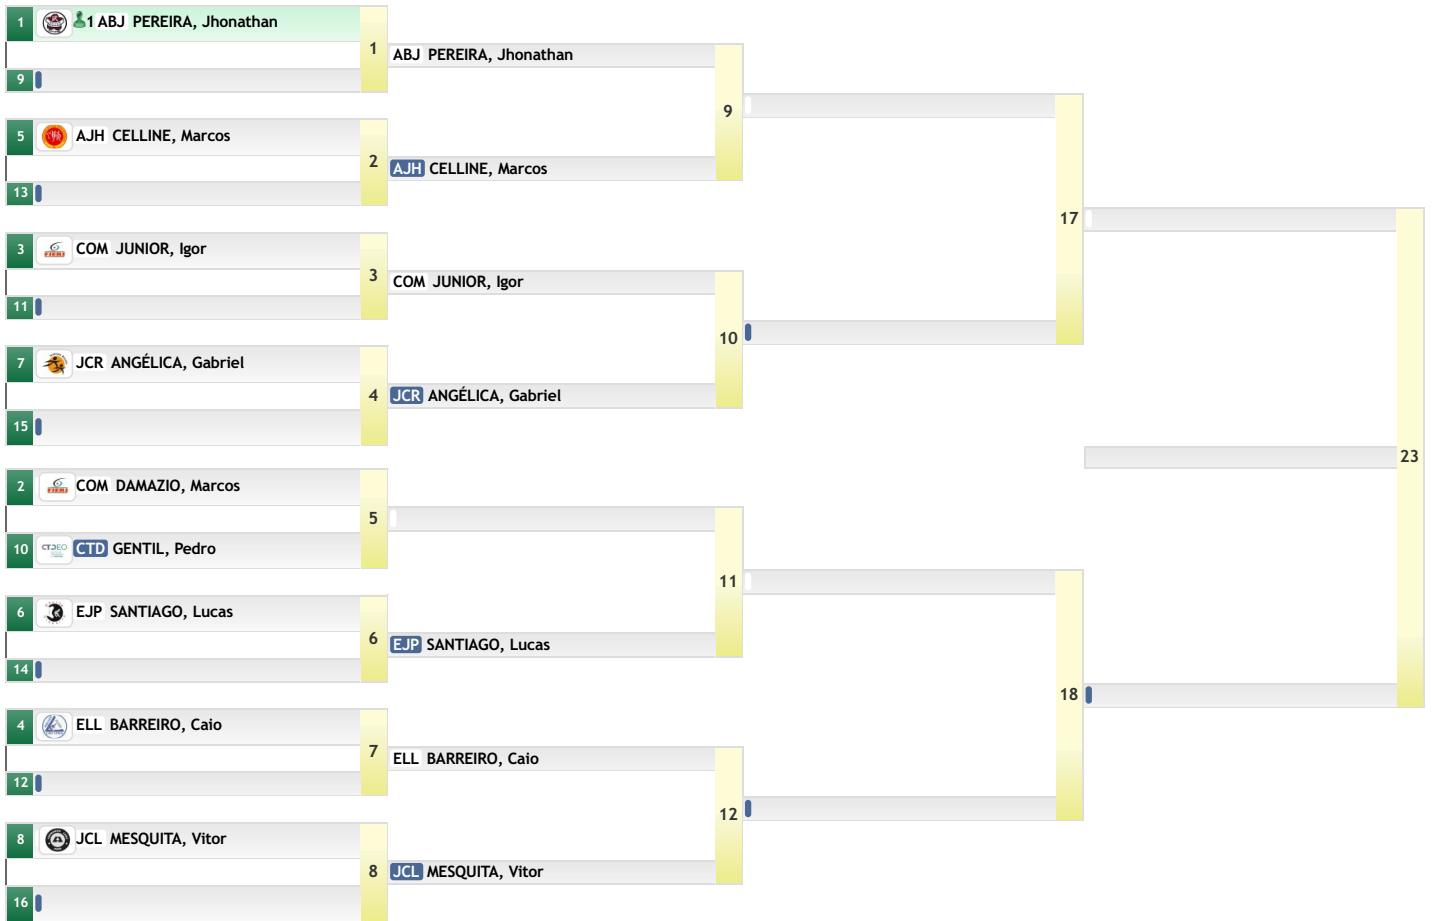 1 1 ABJ PEREIRA, Jhonathan
1
ABJ PEREIRA, Jhonathan
9
9
5 AJH CELLINE, Marcos
2
AJH CELLINE, Marcos
13
17
3 COM JUNIOR, Igor
3
COM JUNIOR, Igor
11
10
7 JCR ANGÉLICA, Gabriel
4
JCR ANGÉLICA, Gabriel
15
23
2 COM DAMAZIO, Marcos
5
10 CTD GENTIL, Pedro
11
6 EJP SANTIAGO, Lucas
6
EJP SANTIAGO, Lucas
14
18
4 ELL BARREIRO, Caio
7
ELL BARREIRO, Caio
12
12
8 JCL MESQUITA, Vitor
8
JCL MESQUITA, Vitor
16